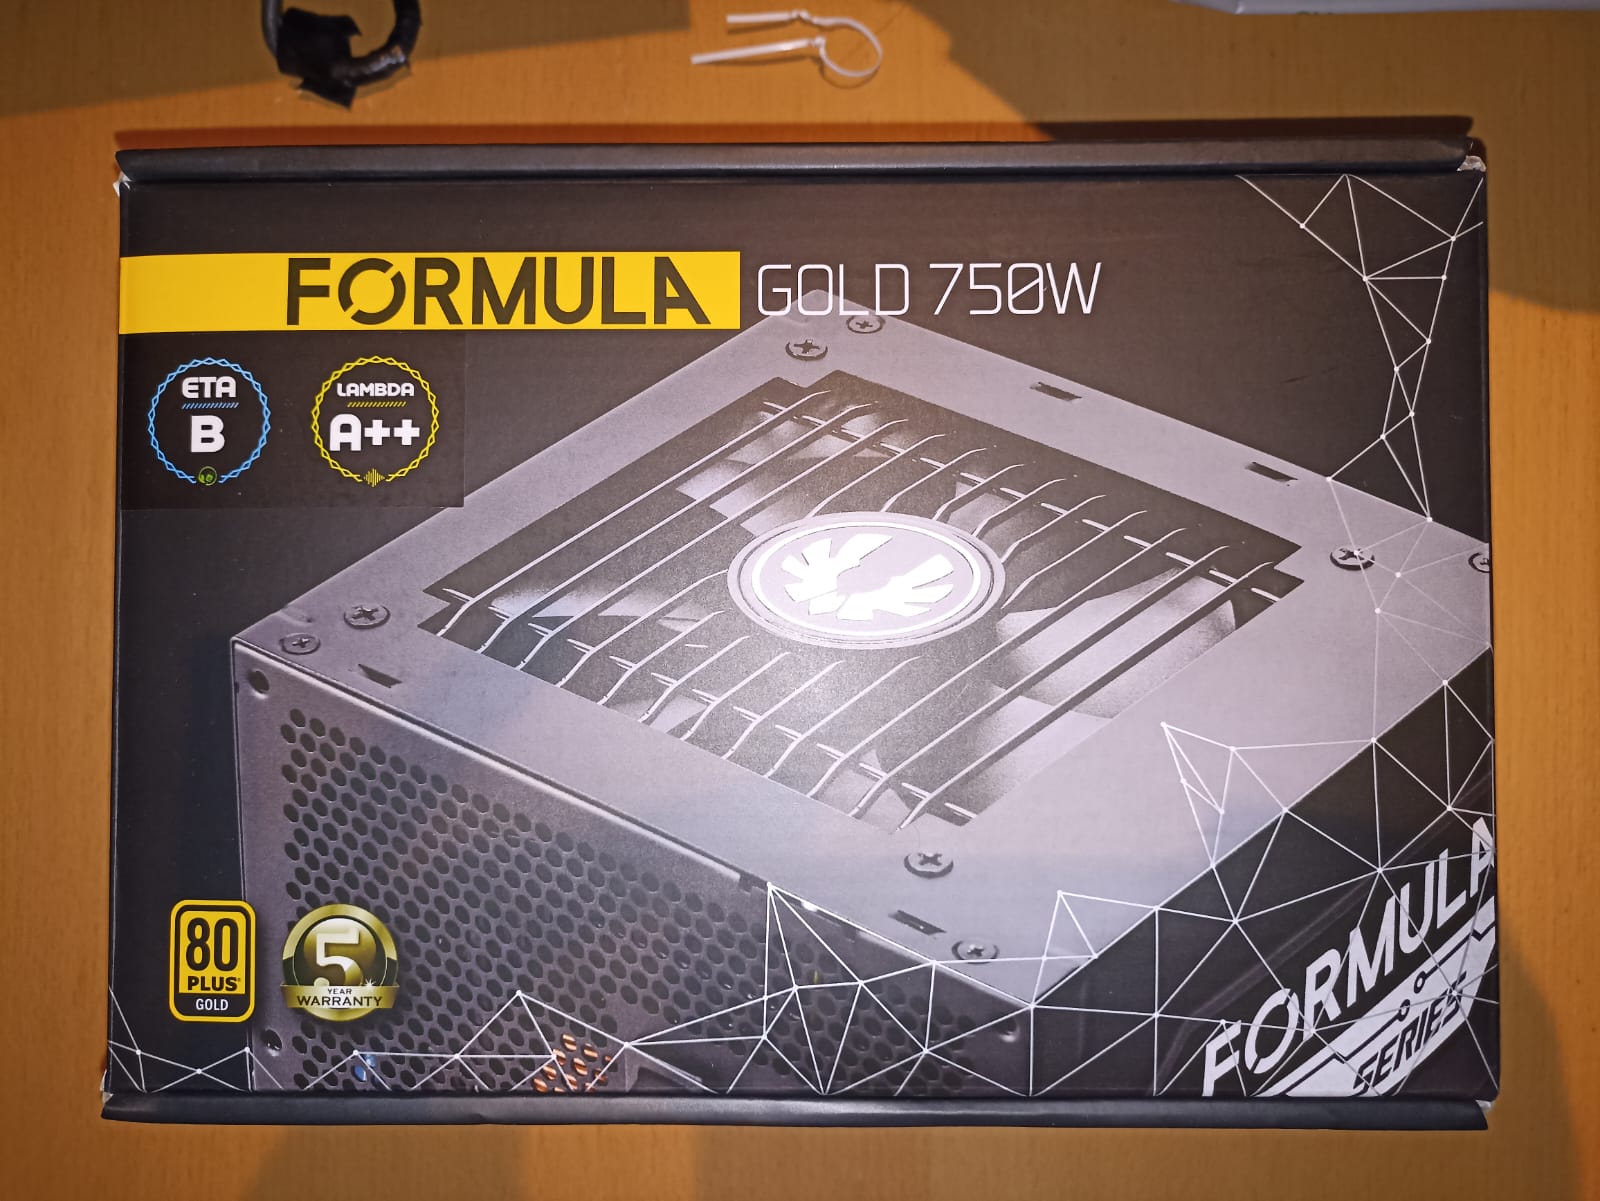 FORMULA GOLD 750W
ETA
B
LAMBDA
A++
80
PLUS
GOLD
5
YEAR
WARRANTY
FORMULA
SERIES